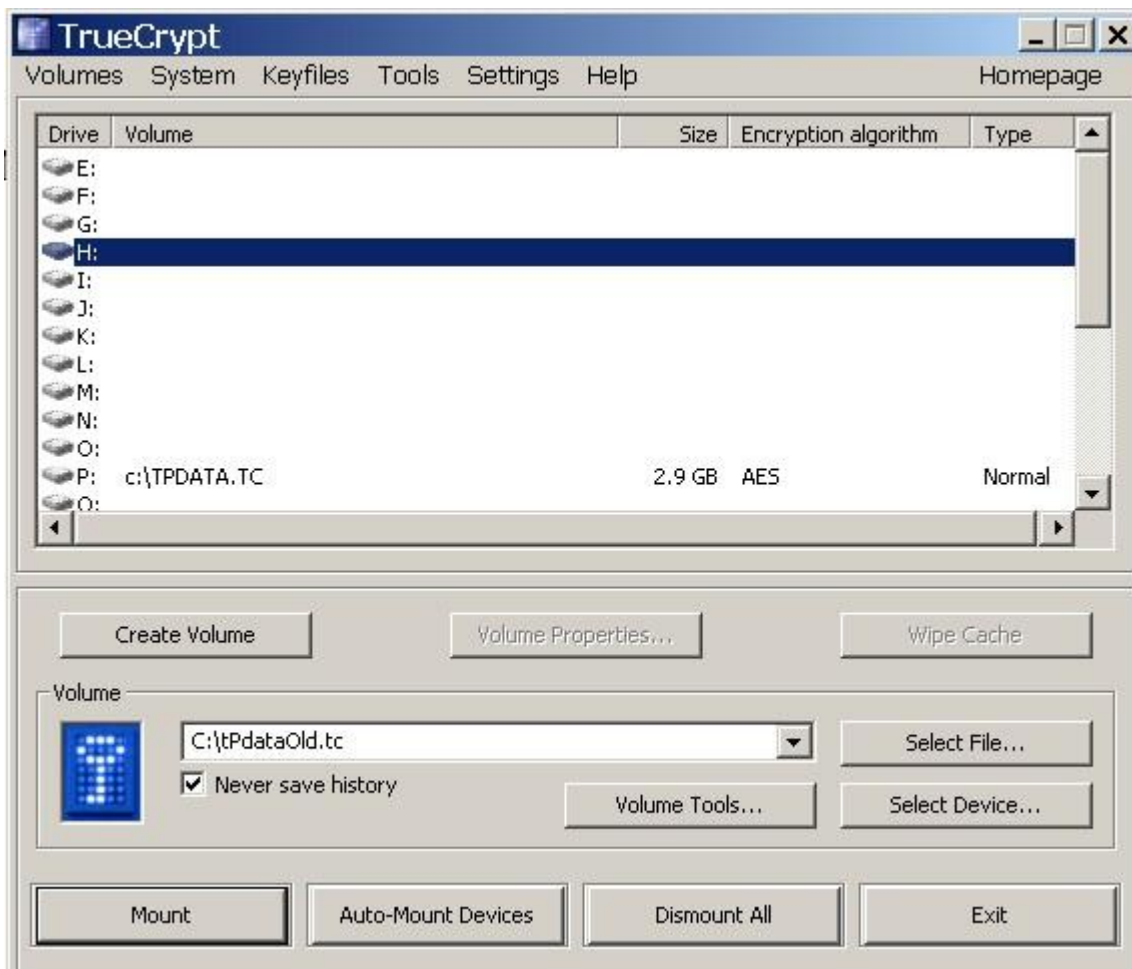 TrueCrypt
Volumes System Keyfiles Tools Settings Help Homepage
Drive Volume Size Encryption algorithm Type
E:
F:
G:
H:
I:
J:
K:
L:
M:
N:
O:
P: c:\TPDATA.TC 2.9 GB AES Normal
Create Volume Volume Properties... Wipe Cache
Volume
C:\tPdataOld.tc Select File...
Never save history
Volume Tools... Select Device...
Mount Auto-Mount Devices Dismount All Exit